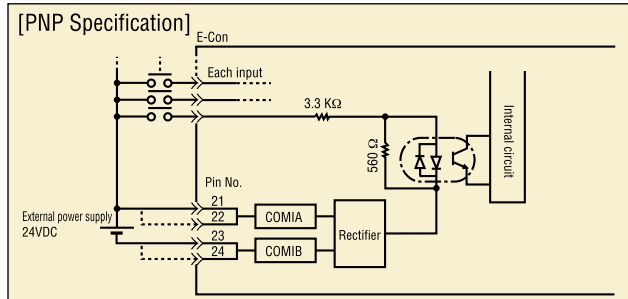 [PNP Specification]
E-Con
Each input
3.3 KΩ
560 Ω
Internal circuit
Pin No.
21
22
COMIA
External power supply
24VDC
23
24
COMIB
Rectifier